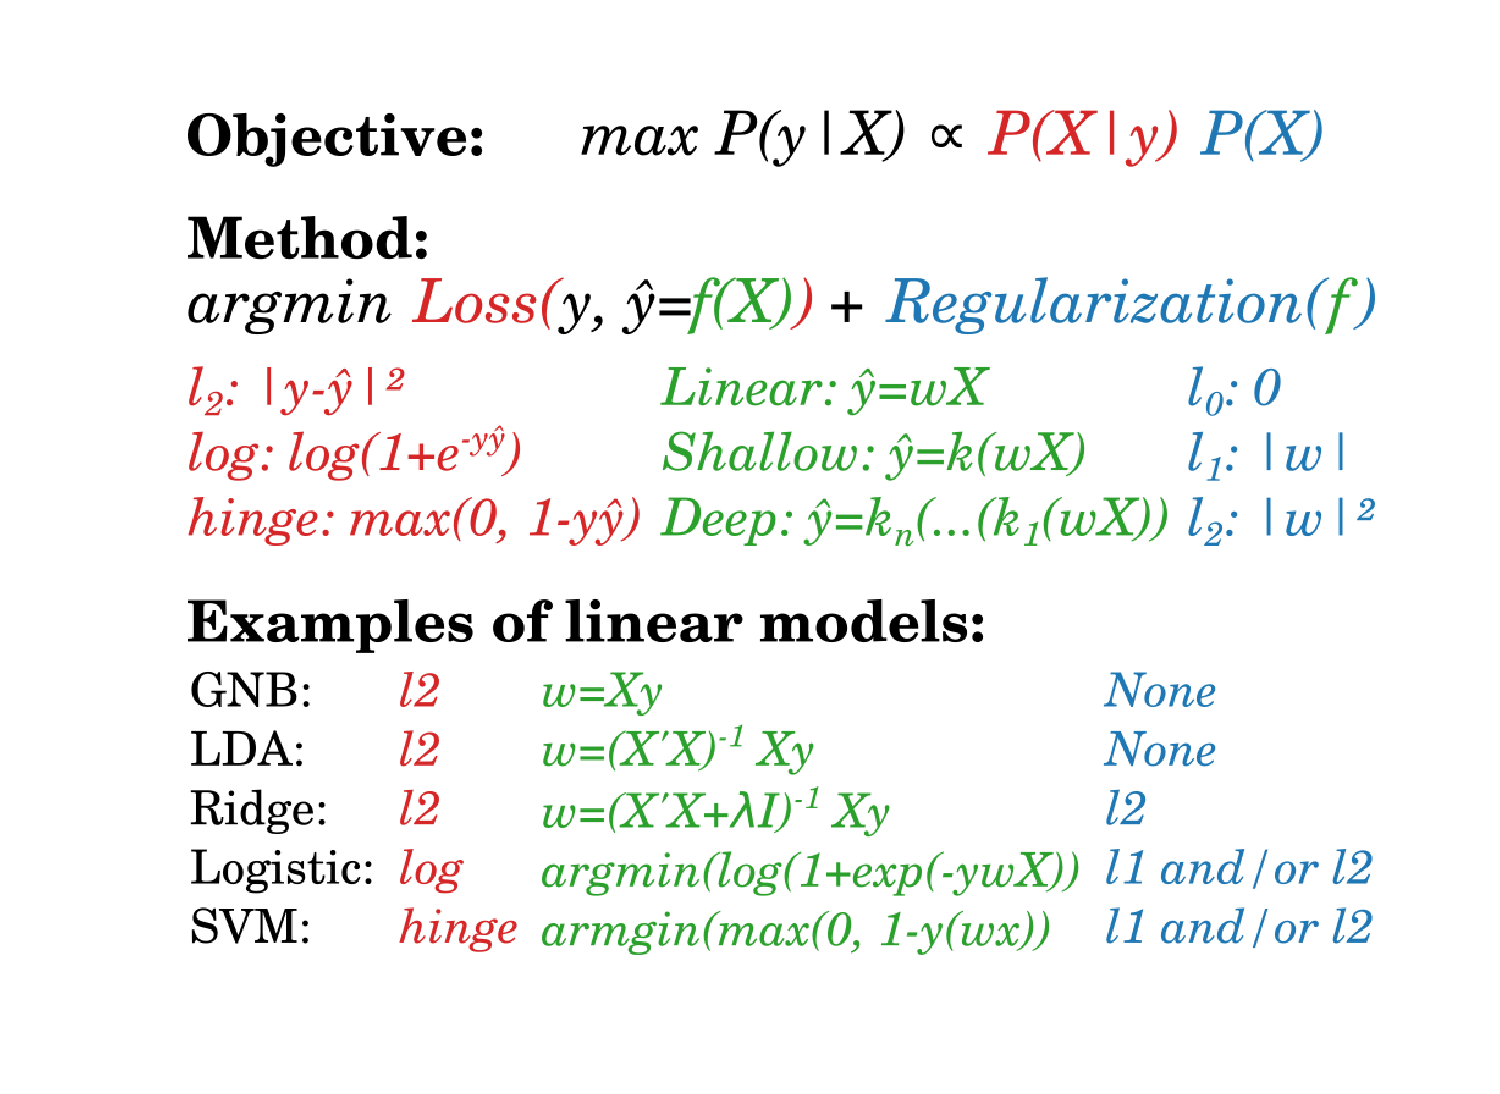 Objective: max P(y|X) ∝ P(X|y) P(X)
Method:
argmin Loss(y, ŷ=f(X)) + Regularization(f)
l₂: |y-ŷ|² Linear: ŷ=wX l₀: 0
log: log(1+e^-yŷ) Shallow: ŷ=k(wX) l₁: |w|
hinge: max(0, 1-yŷ) Deep: ŷ=kₙ(...(k₁(wX)) l₂: |w|²
Examples of linear models:
GNB: l2 w=Xy None
LDA: l2 w=(X'X)⁻¹ Xy None
Ridge: l2 w=(X'X+λI)⁻¹ Xy l2
Logistic: log argmin(log(1+exp(-ywX)) l1 and/or l2
SVM: hinge armgin(max(0, 1-y(wx)) l1 and/or l2